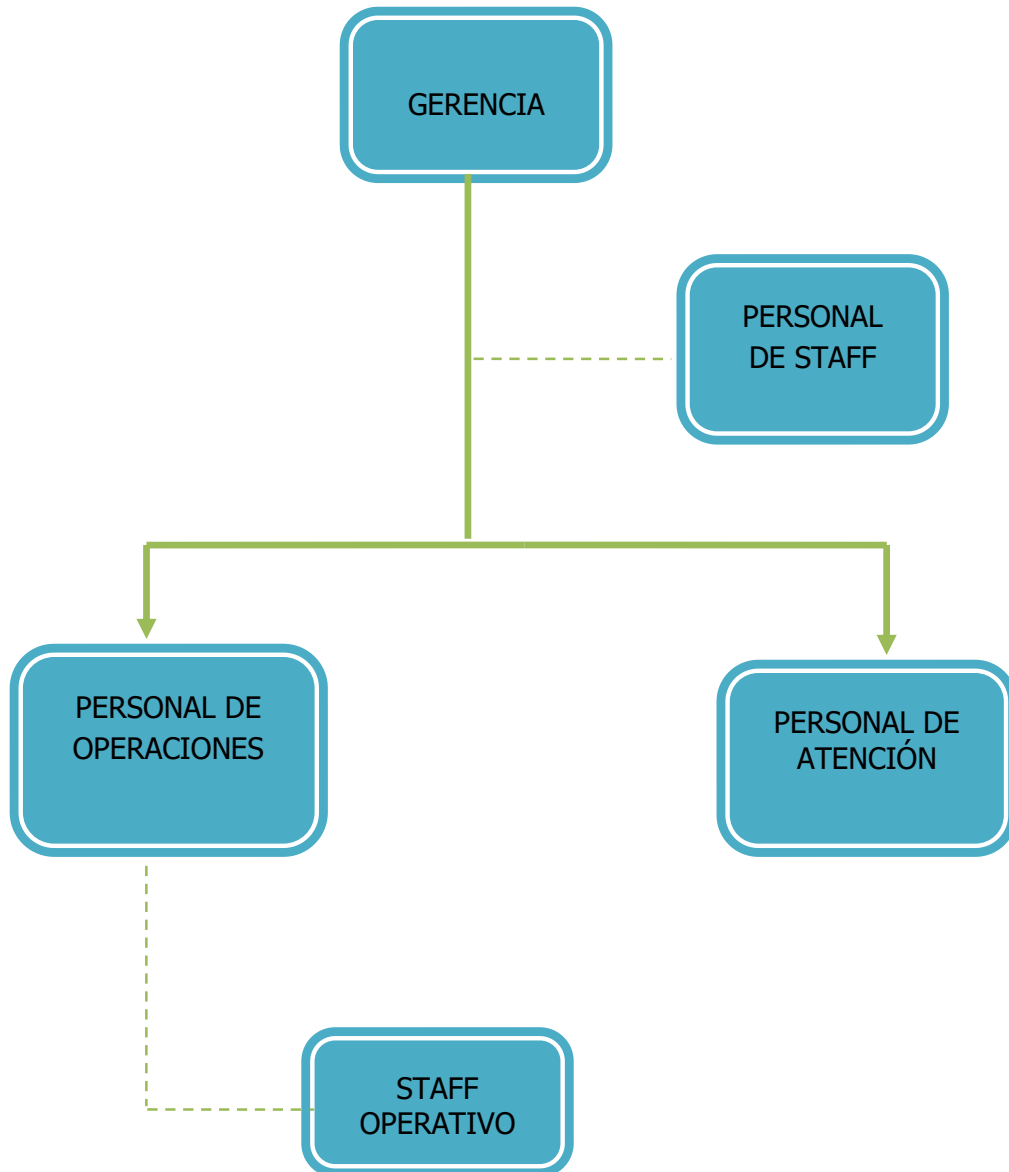 GERENCIA
PERSONAL
DE STAFF
PERSONAL DE
OPERACIONES
PERSONAL DE
ATENCIÓN
STAFF
OPERATIVO